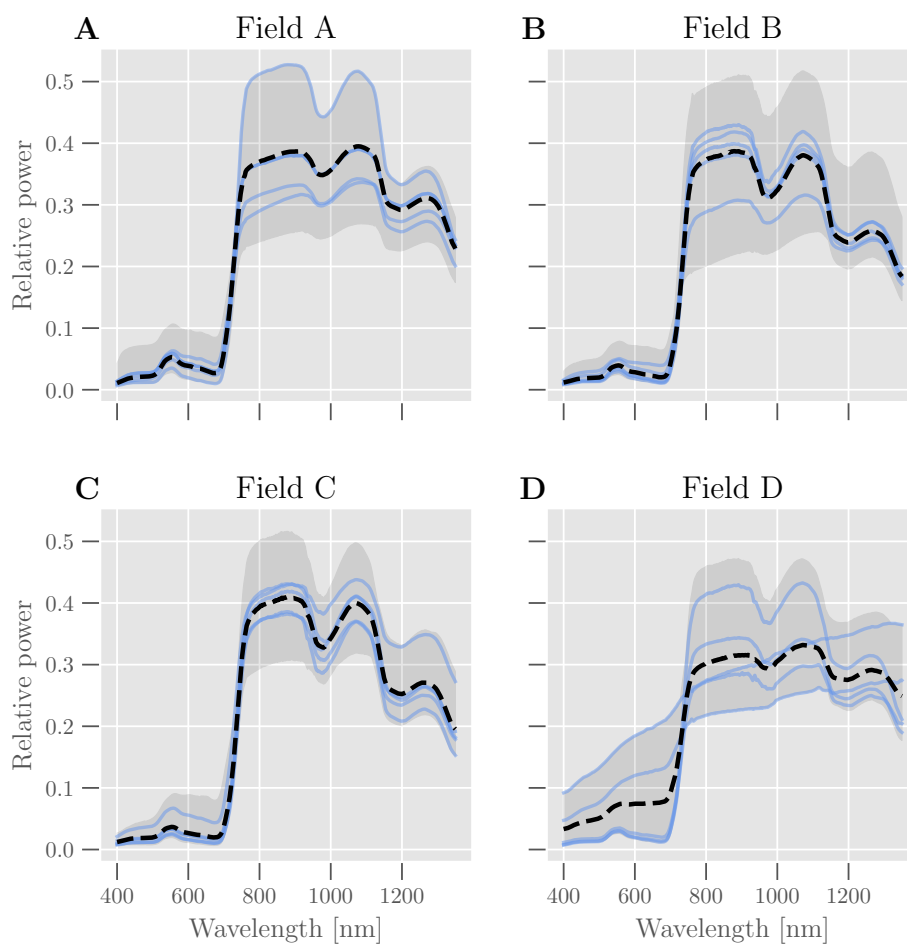 A Field A
B Field B
0.5
0.4
0.3
0.2
0.1
0.0
Relative power
C Field C
D Field D
0.5
0.4
0.3
0.2
0.1
0.0
Relative power
400 600 800 1000 1200
400 600 800 1000 1200
Wavelength [nm]
Wavelength [nm]